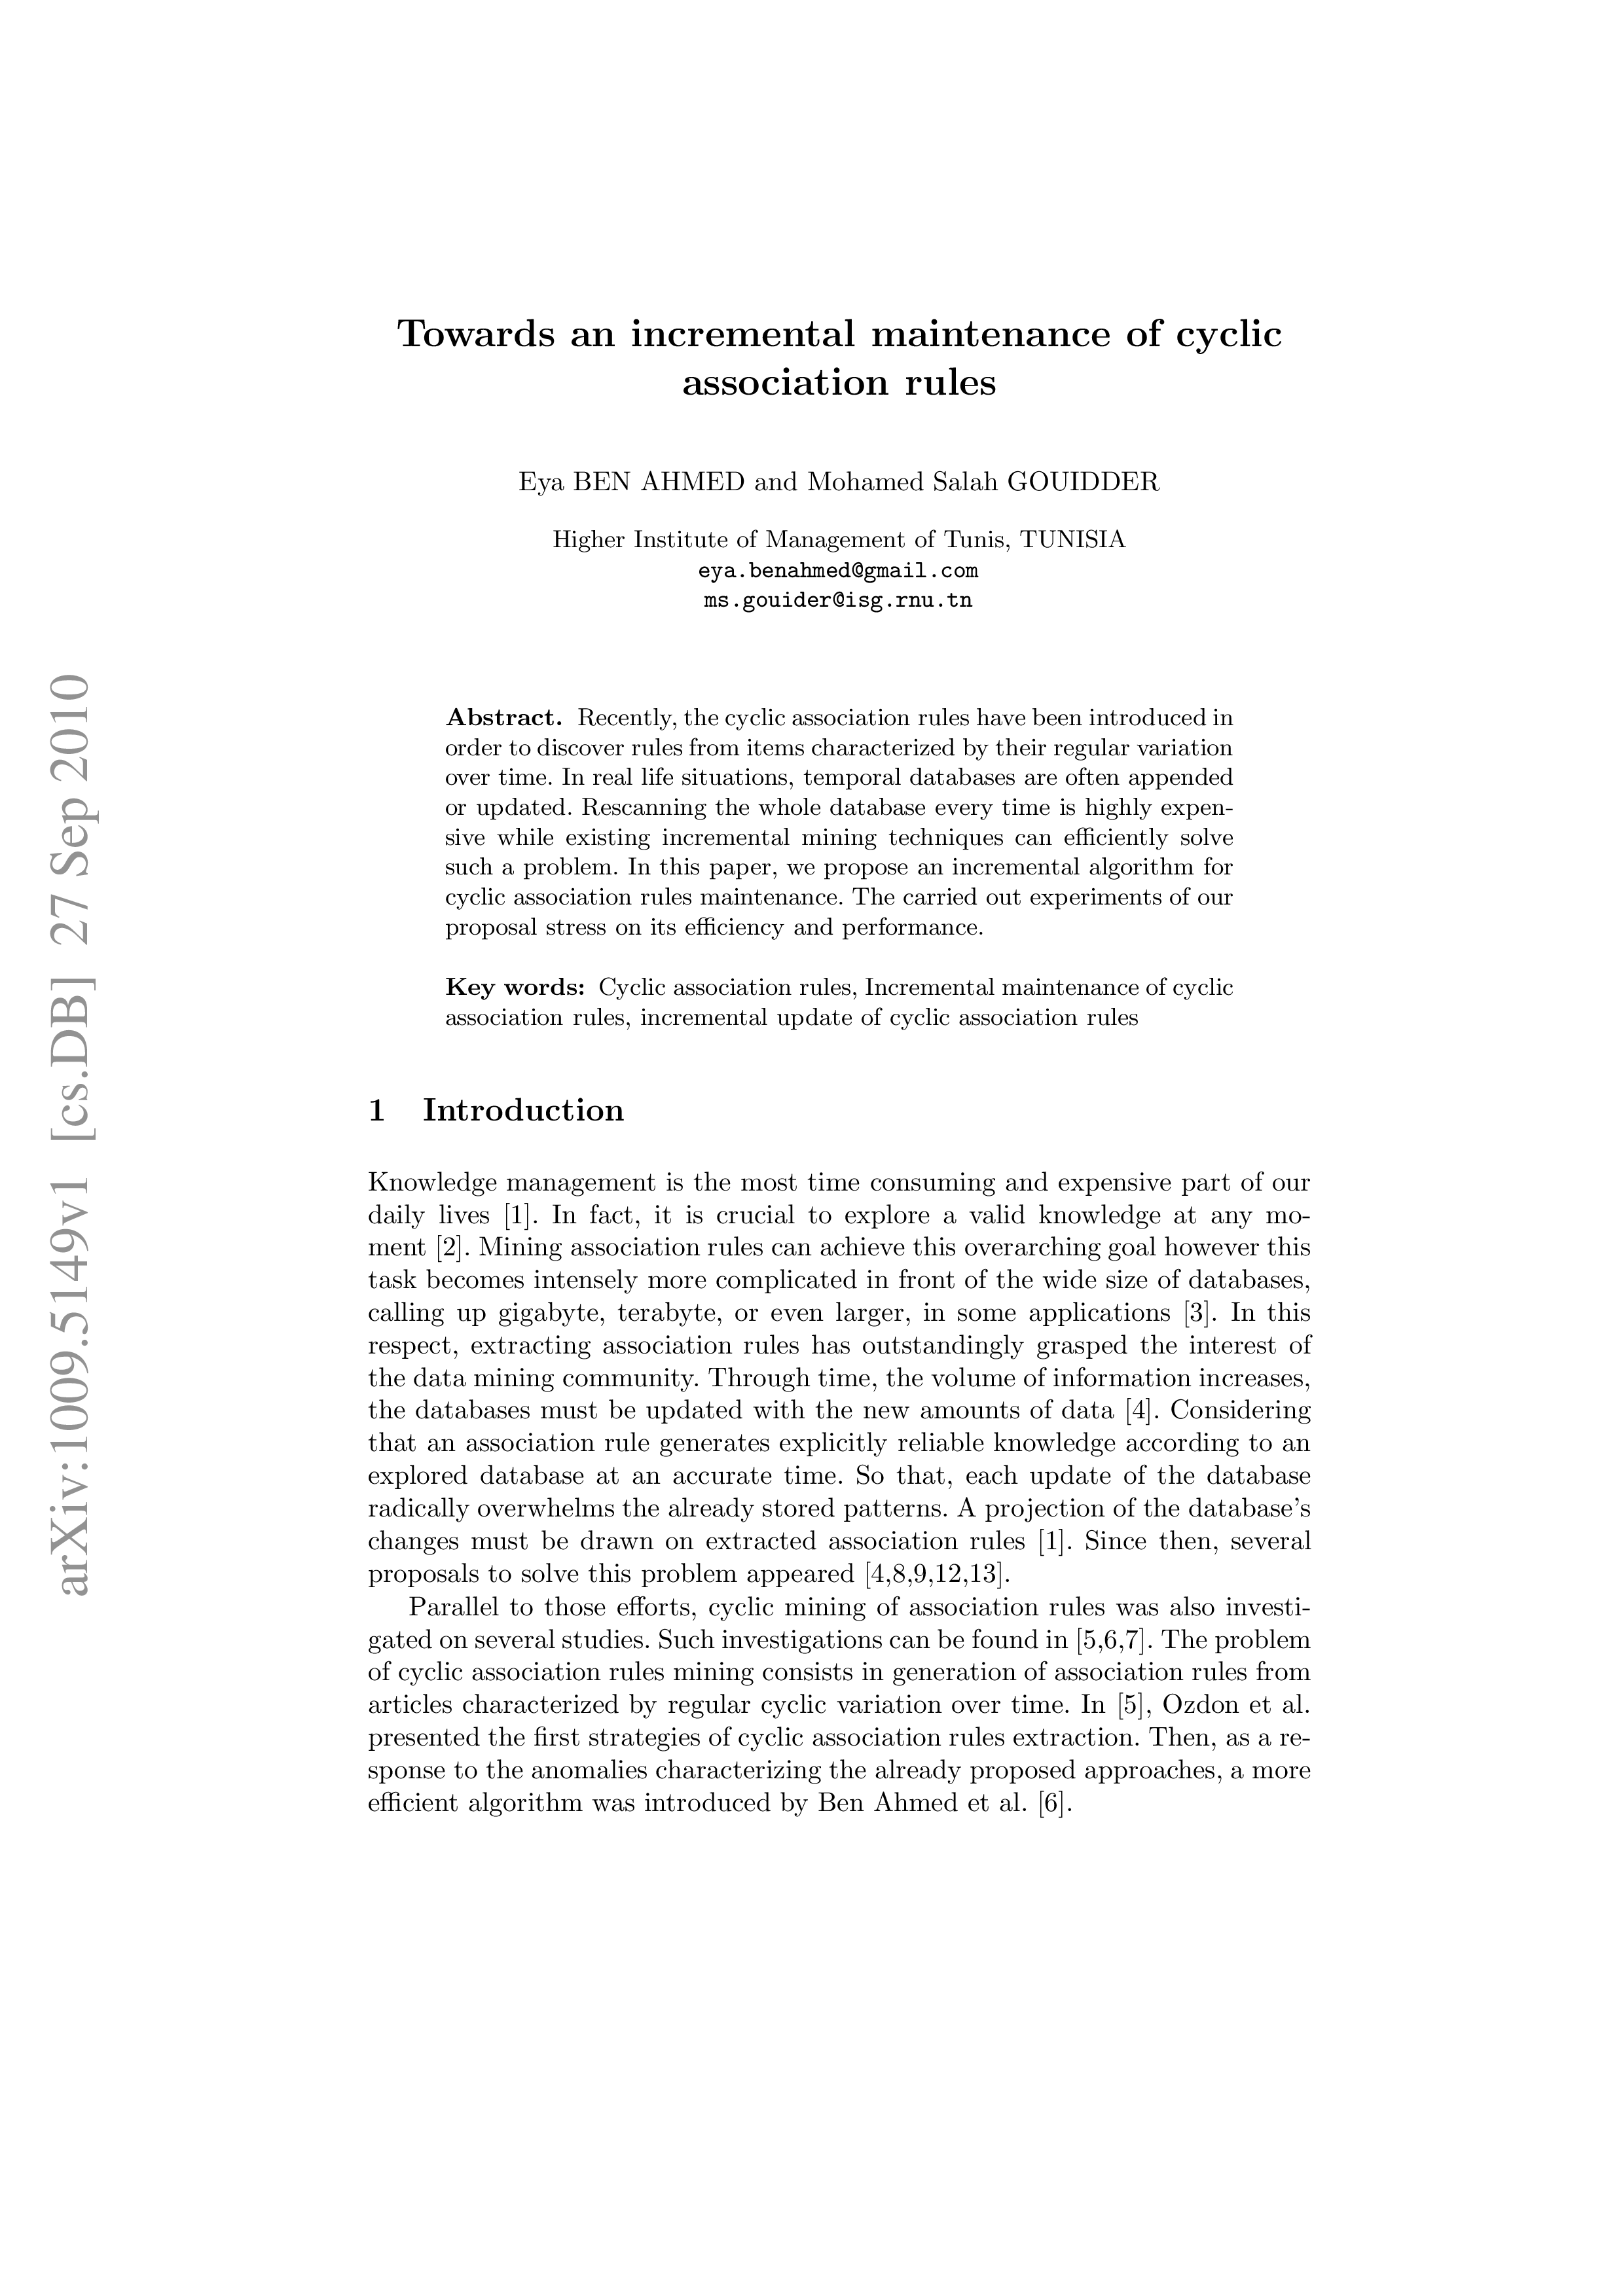 Towards an incremental maintenance of cyclic
association rules
Eya BEN AHMED and Mohamed Salah GOUIDDER
Higher Institute of Management of Tunis, TUNISIA
eya.benahmed@gmail.com
ms.gouider@isg.rnu.tn
Abstract. Recently, the cyclic association rules have been introduced in
order to discover rules from items characterized by their regular variation
over time. In real life situations, temporal databases are often appended
or updated. Rescanning the whole database every time is highly expen-
sive while existing incremental mining techniques can efficiently solve
such a problem. In this paper, we propose an incremental algorithm for
cyclic association rules maintenance. The carried out experiments of our
proposal stress on its efficiency and performance.
Key words: Cyclic association rules, Incremental maintenance of cyclic
association rules, incremental update of cyclic association rules
1 Introduction
Knowledge management is the most time consuming and expensive part of our
daily lives [1]. In fact, it is crucial to explore a valid knowledge at any mo-
ment [2]. Mining association rules can achieve this overarching goal however this
task becomes intensely more complicated in front of the wide size of databases,
calling up gigabyte, terabyte, or even larger, in some applications [3]. In this
respect, extracting association rules has outstandingly grasped the interest of
the data mining community. Through time, the volume of information increases,
the databases must be updated with the new amounts of data [4]. Considering
that an association rule generates explicitly reliable knowledge according to an
explored database at an accurate time. So that, each update of the database
radically overwhelms the already stored patterns. A projection of the database's
changes must be drawn on extracted association rules [1]. Since then, several
proposals to solve this problem appeared [4,8,9,12,13].
Parallel to those efforts, cyclic mining of association rules was also investi-
gated on several studies. Such investigations can be found in [5,6,7]. The problem
of cyclic association rules mining consists in generation of association rules from
articles characterized by regular cyclic variation over time. In [5], Ozdon et al.
presented the first strategies of cyclic association rules extraction. Then, as a re-
sponse to the anomalies characterizing the already proposed approaches, a more
efficient algorithm was introduced by Ben Ahmed et al. [6].
arXiv:1009.5149v1 [cs.DB] 27 Sep 2010